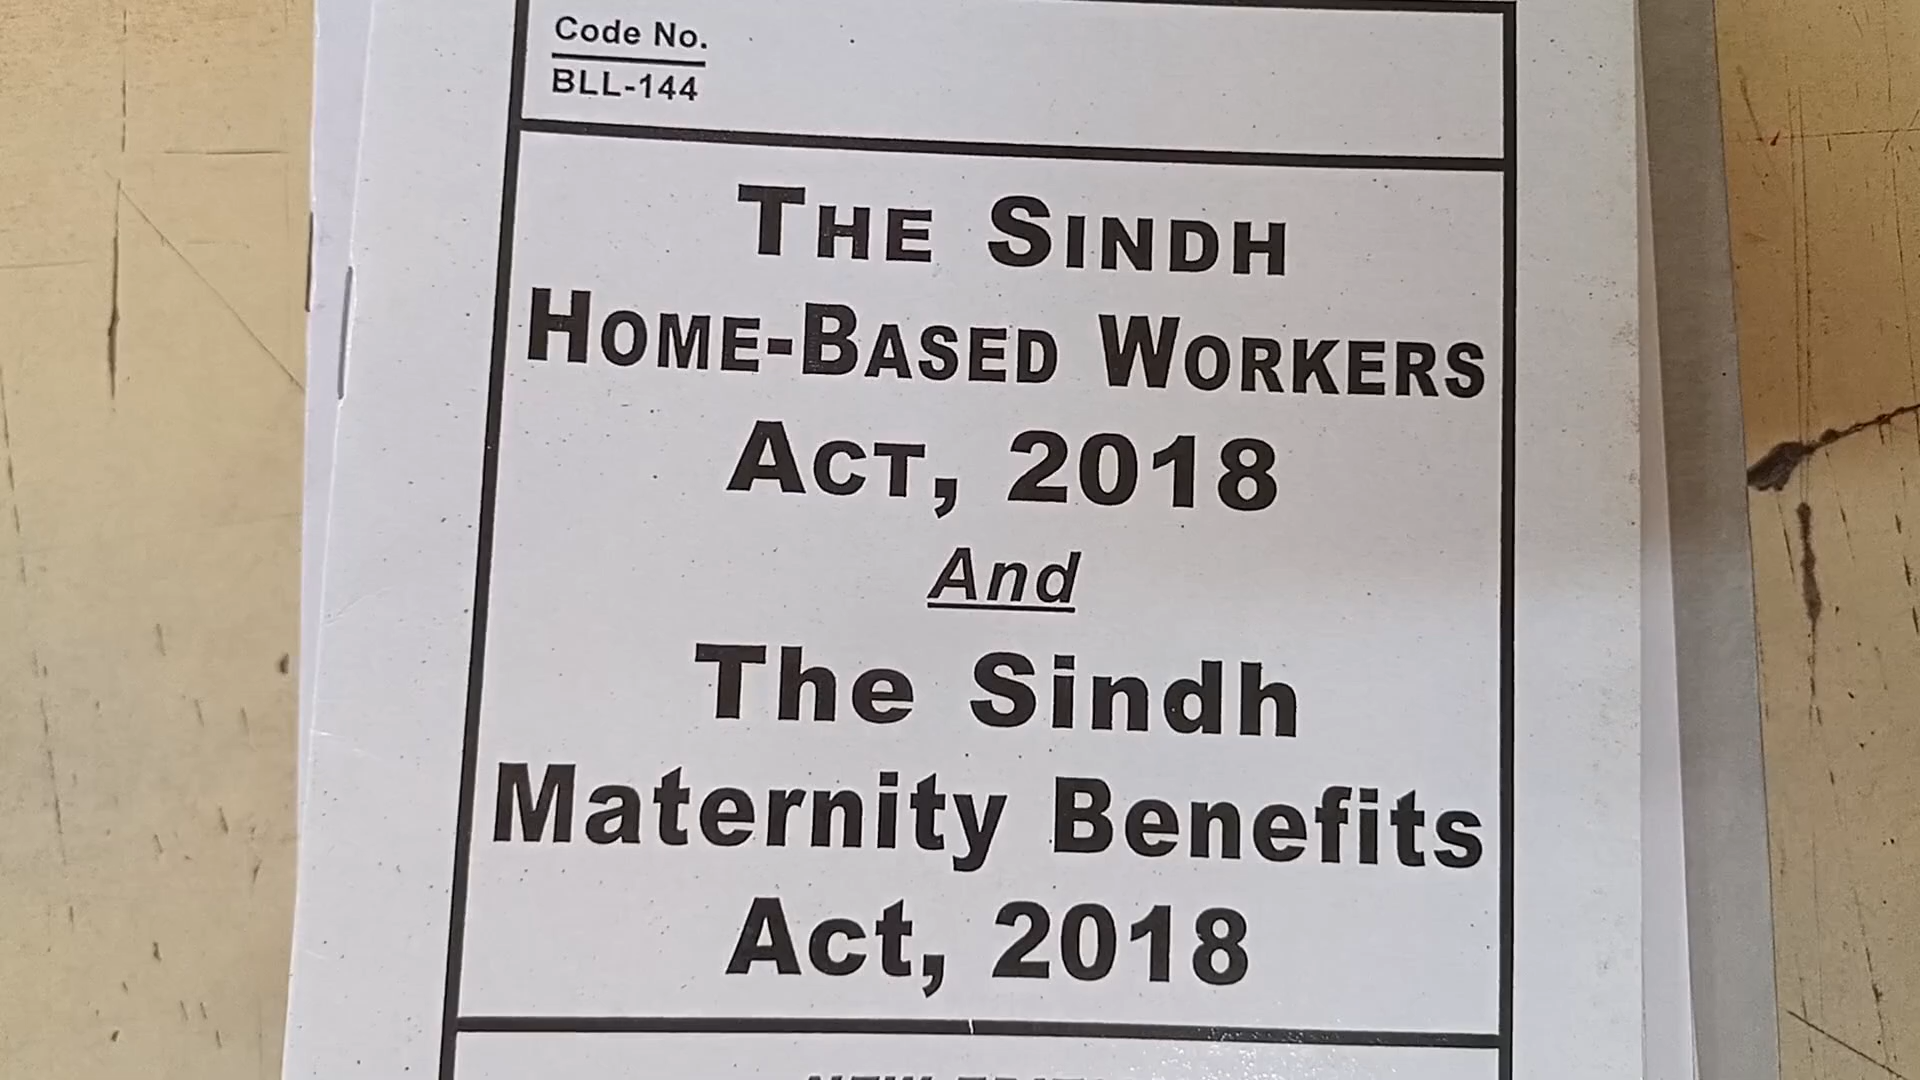 Code No.
BLL-144
THE SINDH
HOME-BASED WORKERS
ACT, 2018
And
The Sindh
Maternity Benefits
Act, 2018